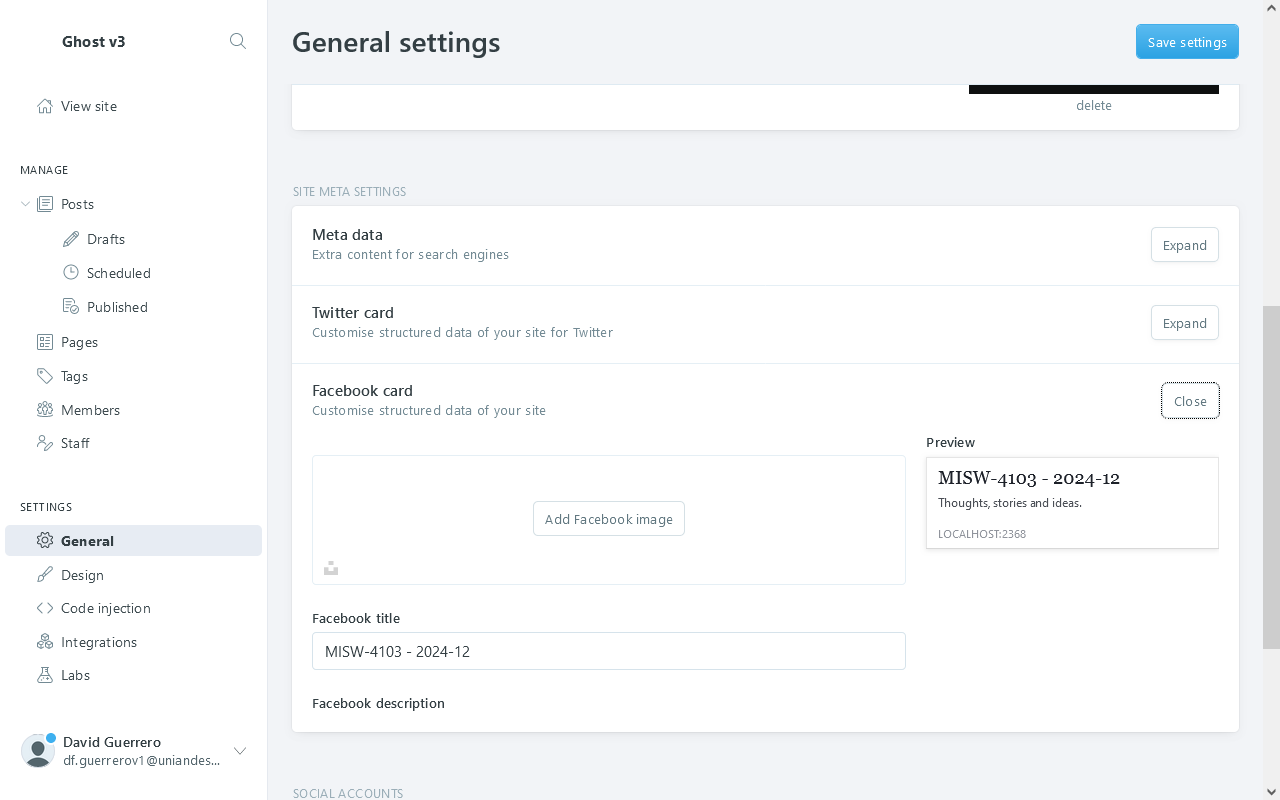 Ghost v3
View site
MANAGE
Posts
Drafts
Scheduled
Published
Pages
Tags
Members
Staff
SETTINGS
General
Design
Code injection
Integrations
Labs
David Guerrero
df.guerrerov1@uniandes...
General settings
Save settings
delete
SITE META SETTINGS
Meta data
Extra content for search engines
Expand
Twitter card
Customise structured data of your site for Twitter
Expand
Facebook card
Customise structured data of your site
Close
Add Facebook image
Preview
MISW-4103 - 2024-12
Thoughts, stories and ideas.
LOCALHOST:2368
Facebook title
MISW-4103 - 2024-12
Facebook description
SOCIAL ACCOUNTS